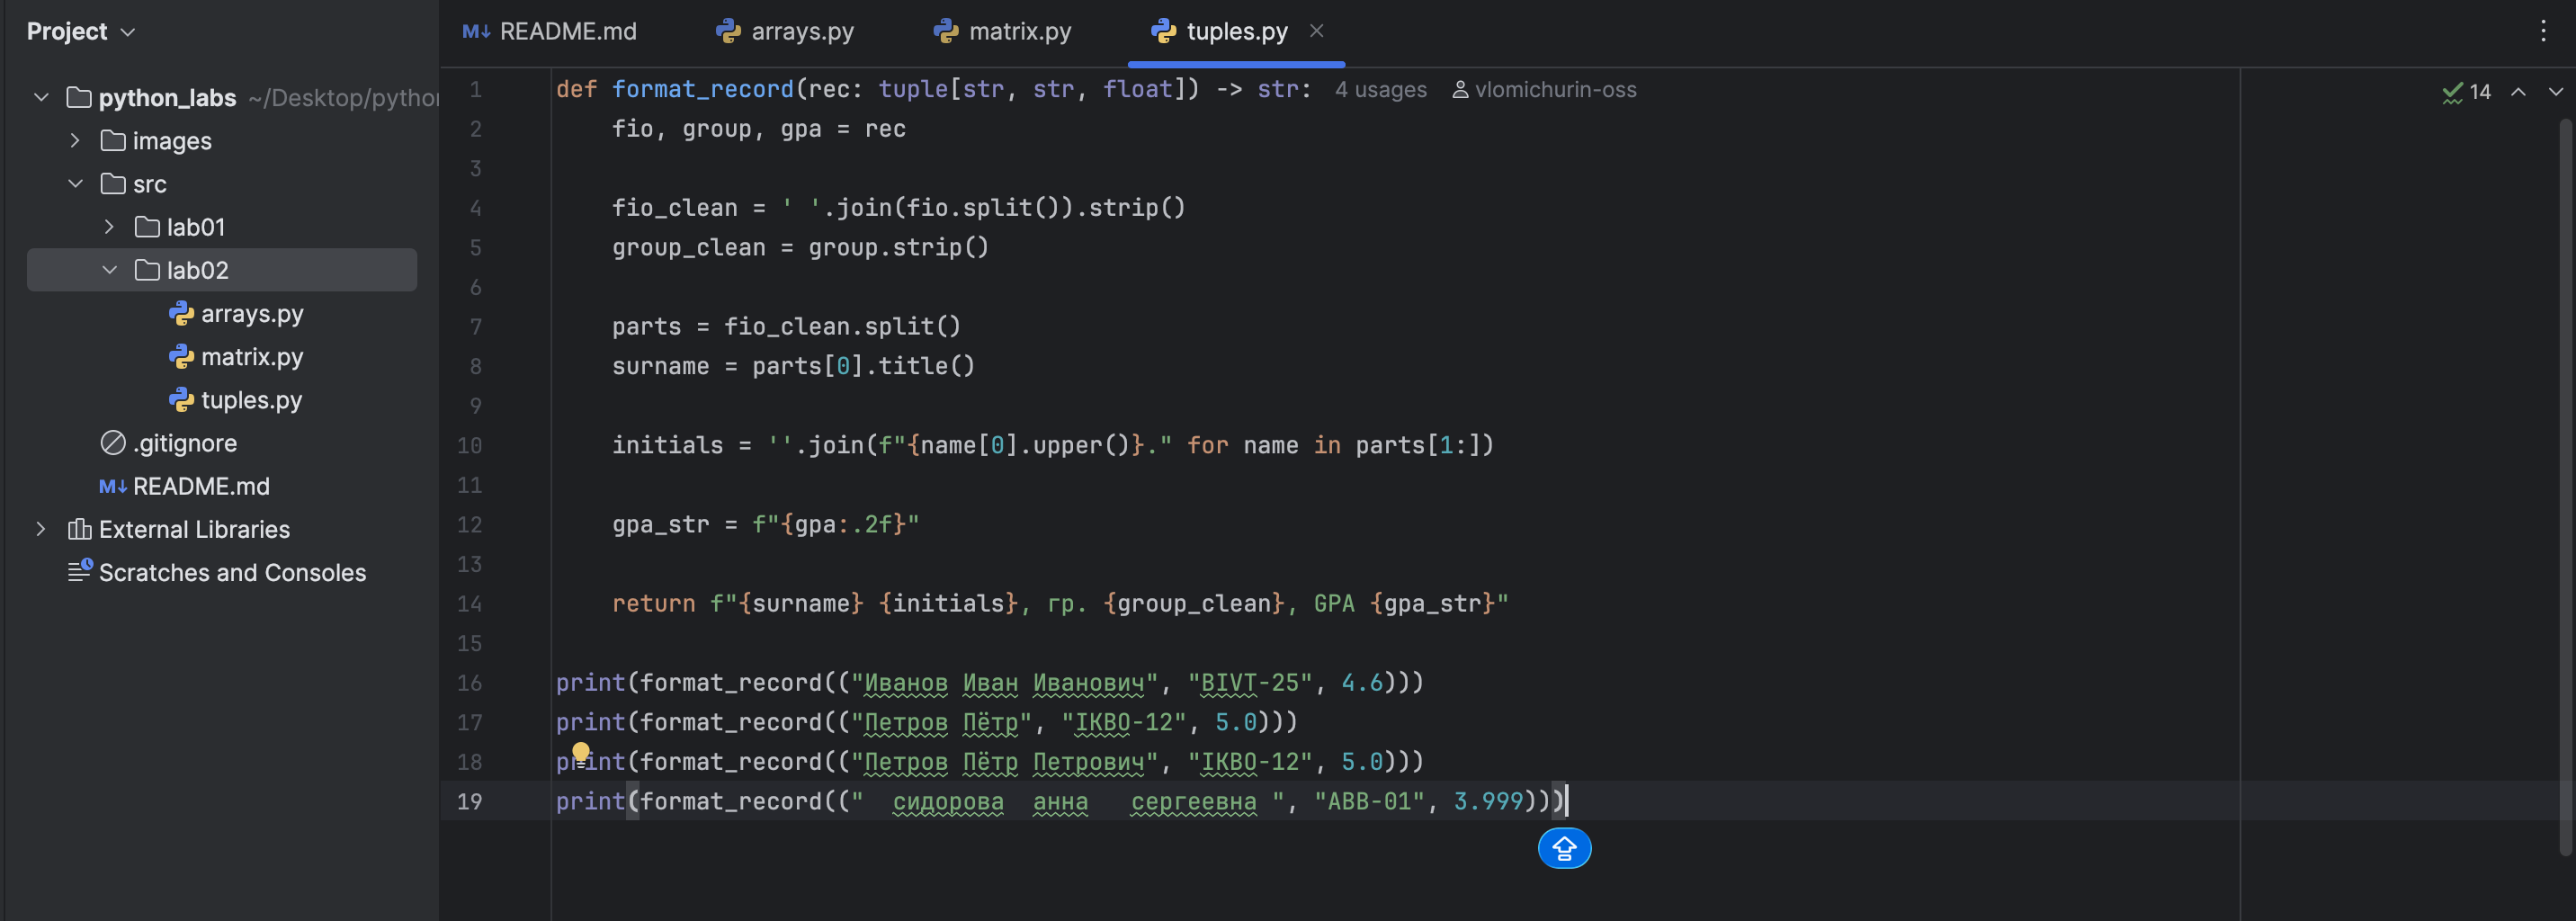 Project
python_labs ~/Desktop/pythor
images
src
lab01
lab02
arrays.py
matrix.py
tuples.py
.gitignore
M↓ README.md
External Libraries
Scratches and Consoles
M↓ README.md arrays.py matrix.py tuples.py
14
1 def format_record(rec: tuple[str, str, float]) -> str: 4 usages vlomichurin-oss
2     fio, group, gpa = rec
3
4     fio_clean = ' '.join(fio.split()).strip()
5     group_clean = group.strip()
6
7     parts = fio_clean.split()
8     surname = parts[0].title()
9
10     initials = ''.join(f"{name[0].upper()}." for name in parts[1:])
11
12     gpa_str = f"{gpa:.2f}"
13
14     return f"{surname} {initials}, гр. {group_clean}, GPA {gpa_str}"
15
16 print(format_record(("Иванов Иван Иванович", "BIVT-25", 4.6)))
17 print(format_record(("Петров Пётр", "IKBO-12", 5.0)))
18 print(format_record(("Петров Пётр Петрович", "IKBO-12", 5.0)))
19 print(format_record(("  сидорова  анна   сергеевна ", "ABB-01", 3.999)))